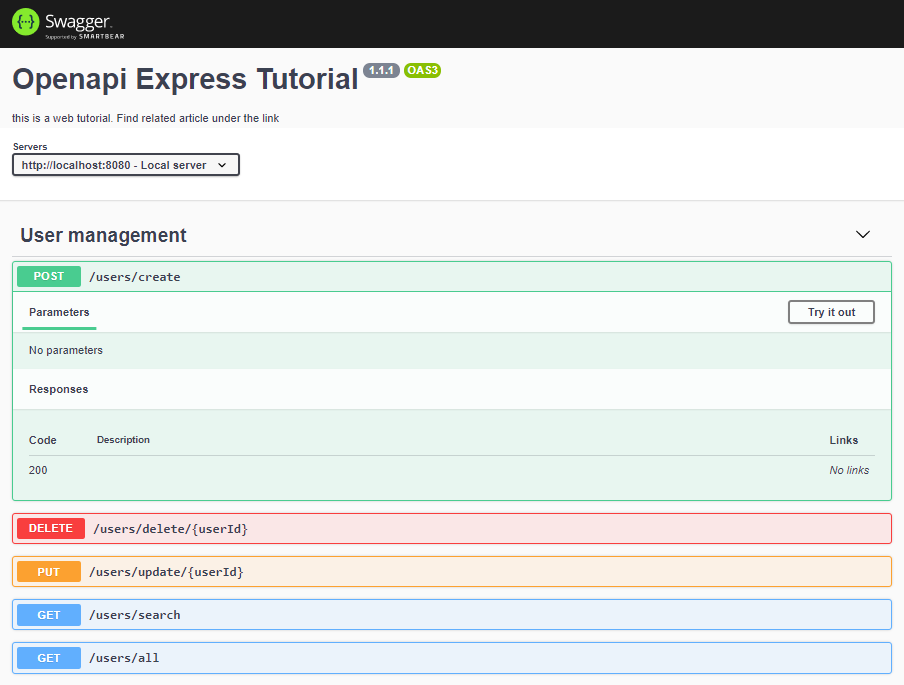 {··} Swagger.
Supported by SMARTBEAR
Openapi Express Tutorial 1.1.1 OAS3
this is a web tutorial. Find related article under the link
Servers
http://localhost:8080 - Local server
User management
POST /users/create
Parameters Try it out
No parameters
Responses
Code Description Links
200 No links
DELETE /users/delete/{userId}
PUT /users/update/{userId}
GET /users/search
GET /users/all